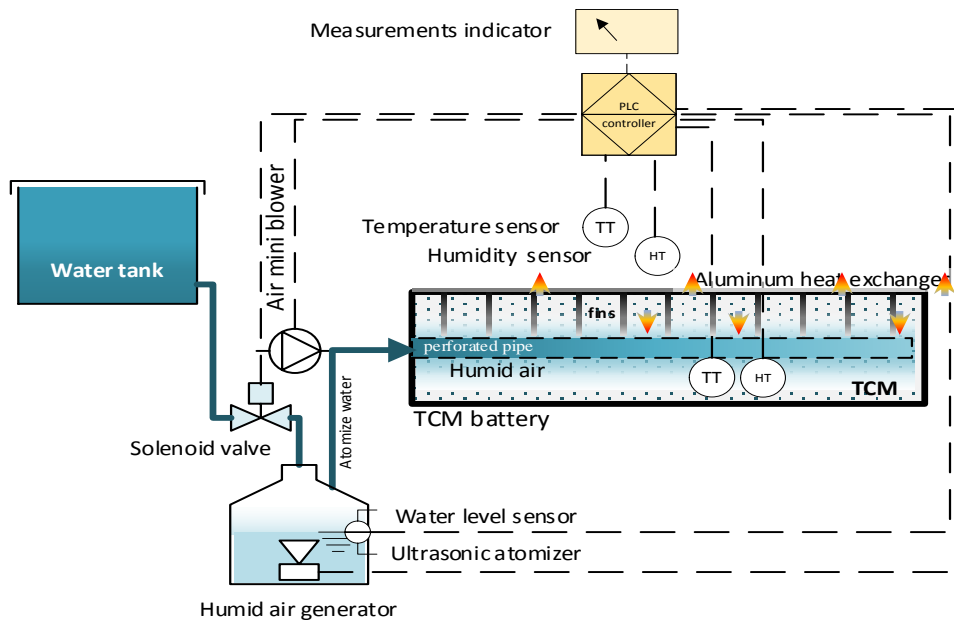 Measurements indicator
PLC
controller
Air mini blower
Temperature sensor
TT
Humidity sensor
HT
Water tank
Aluminum heat exchanger
fins
perforated pipe
Humid air
TT
HT
TCM
TCM battery
Solenoid valve
Atomize water
Water level sensor
Ultrasonic atomizer
Humid air generator